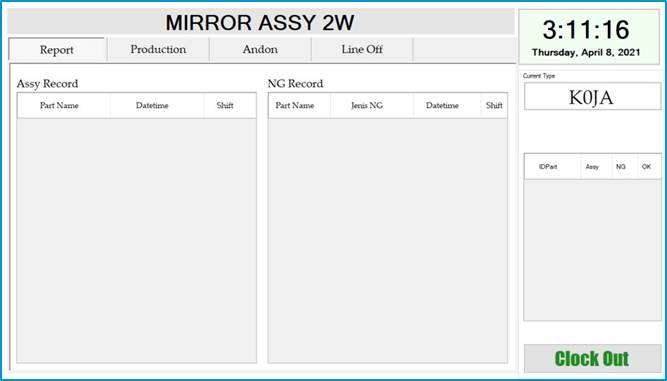 MIRROR ASSY 2W
3:11:16
Thursday, April 8, 2021
Report Production Andon Line Off
Current Type
K0JA
Assy Record
Part Name Datetime Shift
NG Record
Part Name Jenis NG Datetime Shift
IDPart Assy NG OK
Clock Out